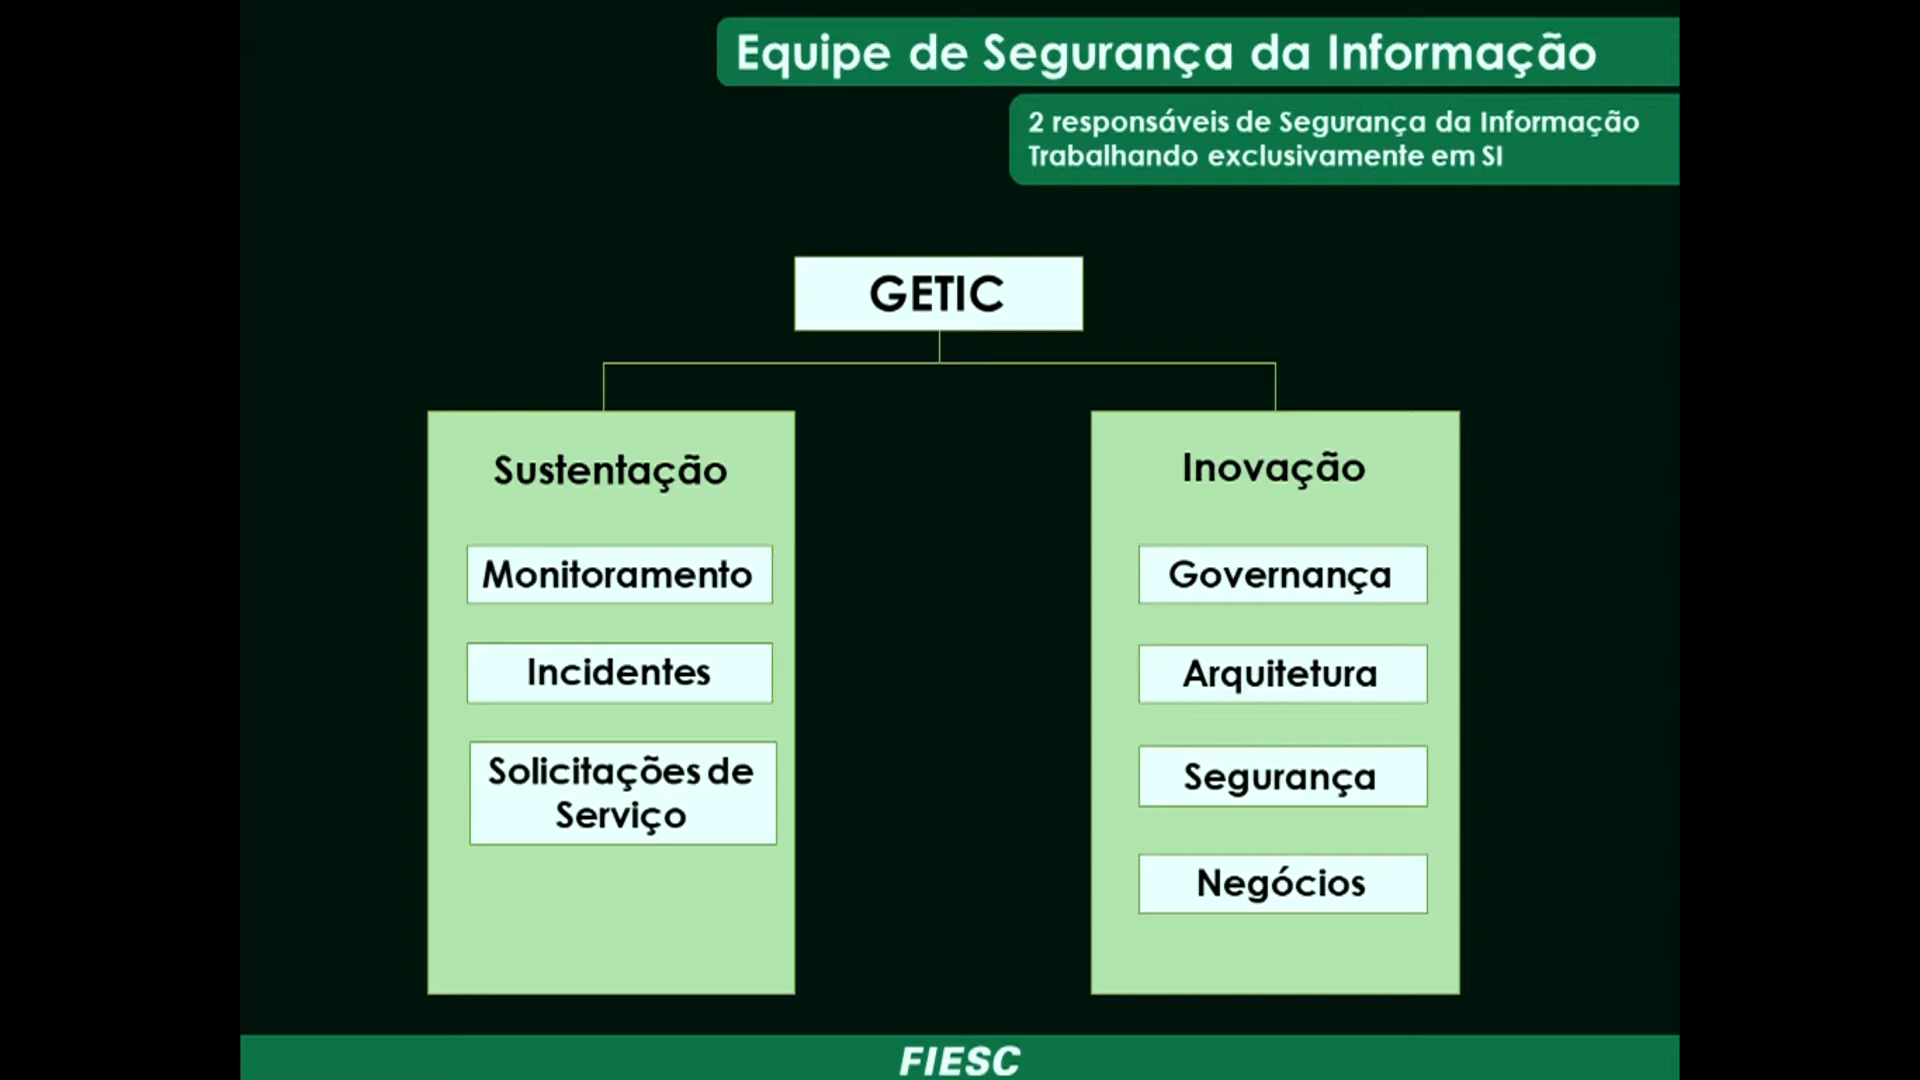 Equipe de Segurança da Informação
2 responsáveis de Segurança da Informação
Trabalhando exclusivamente em SI
GETIC
Sustentação
Monitoramento
Incidentes
Solicitações de
Serviço
Inovação
Governança
Arquitetura
Segurança
Negócios
FIESC